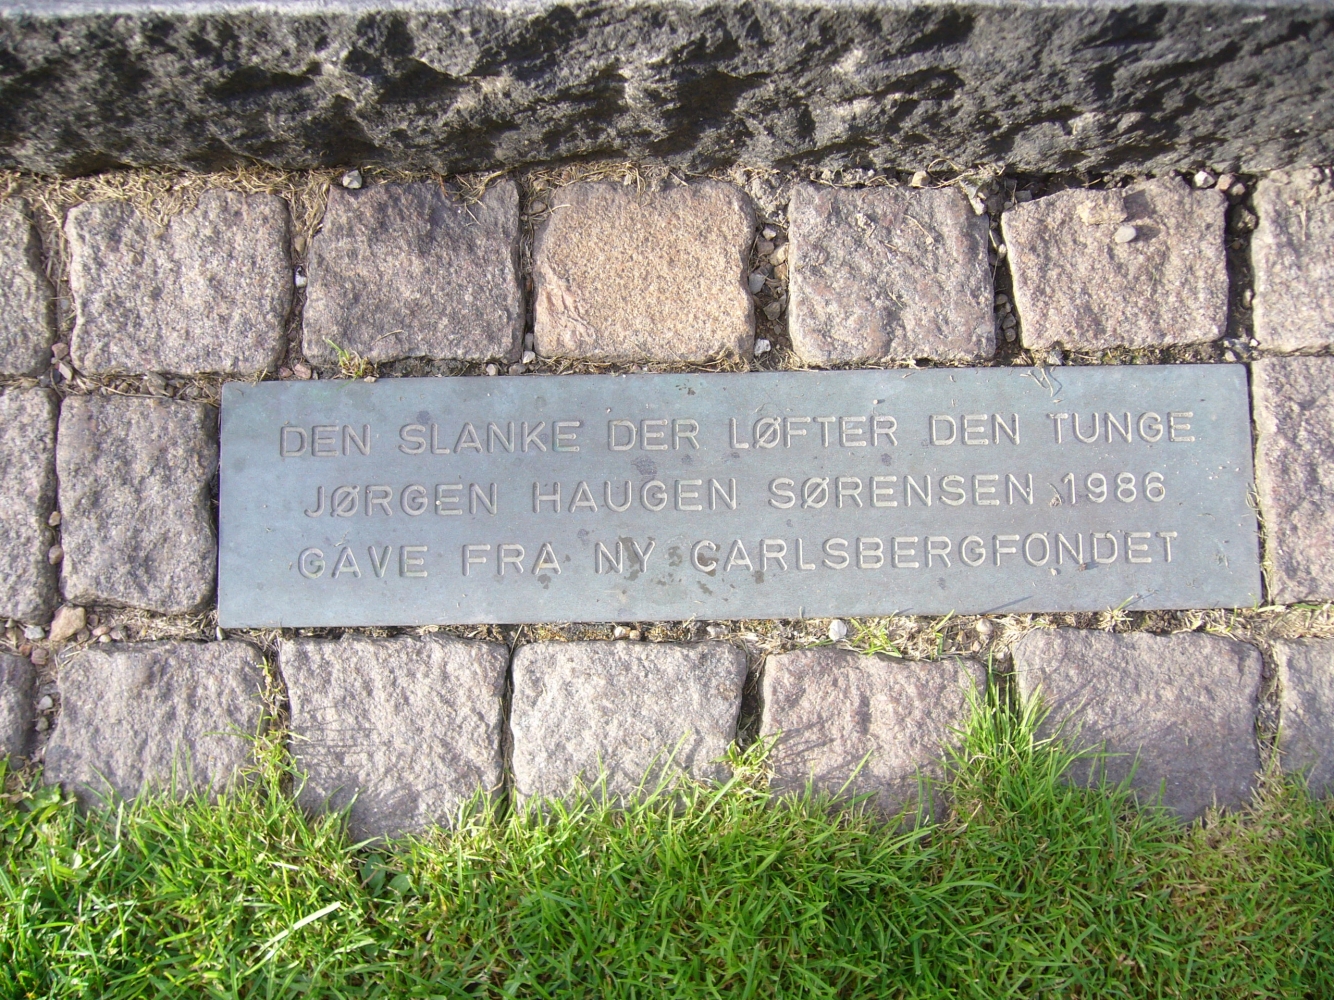 DEN SLANKE DER LØFTER DEN TUNGE
JØRGEN HAUGEN SØRENSEN 1986
GAVE FRA NY CARLSBERGFONDET